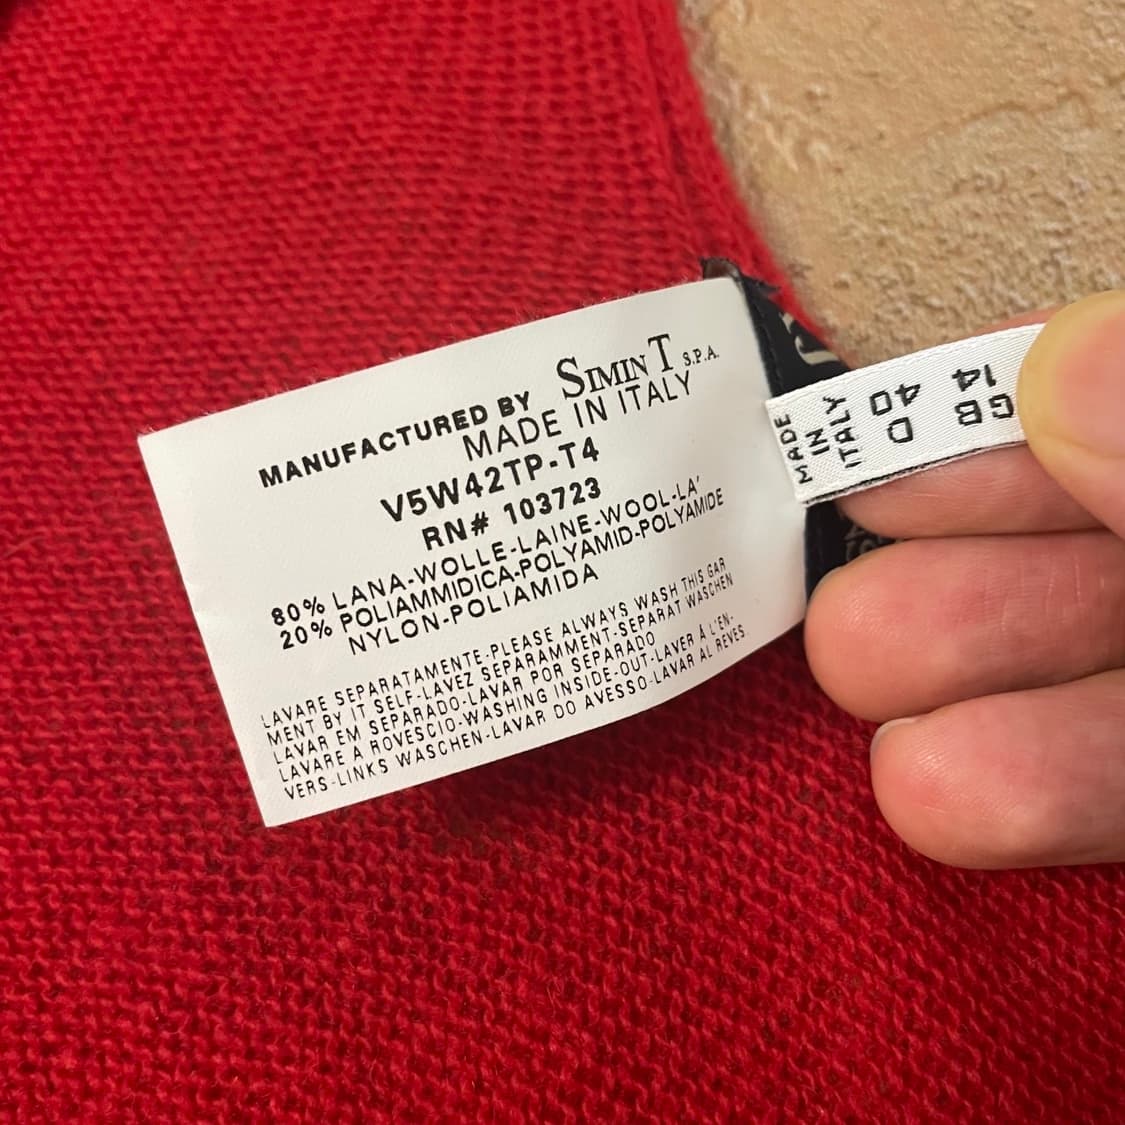 MANUFACTURED BY SIMINT S.P.A.
MADE IN ITALY
V5W42TP-T4
RN# 103723
80% LANA-WOLLE-LAINE-WOOL-LA'
20% POLIAMMIDICA-POLYAMID-POLYAMIDE
NYLON-POLIAMIDA
LAVARE SEPARATAMENTE-PLEASE ALWAYS WASH THIS GAR
MENT BY IT SELF-LAVEZ SEPARAMMENT-SEPARAT WASCHEN
LAVAR EM SEPARADO-LAVAR POR SEPARADO
LAVARE A ROVESCIO-WASHING INSIDE-OUT-LAVER À L'EN-
VERS-LINKS WASCHEN-LAVAR DO AVESSO-LAVAR AL REVES
MADE
IN
ITALY
D
40
GB
14